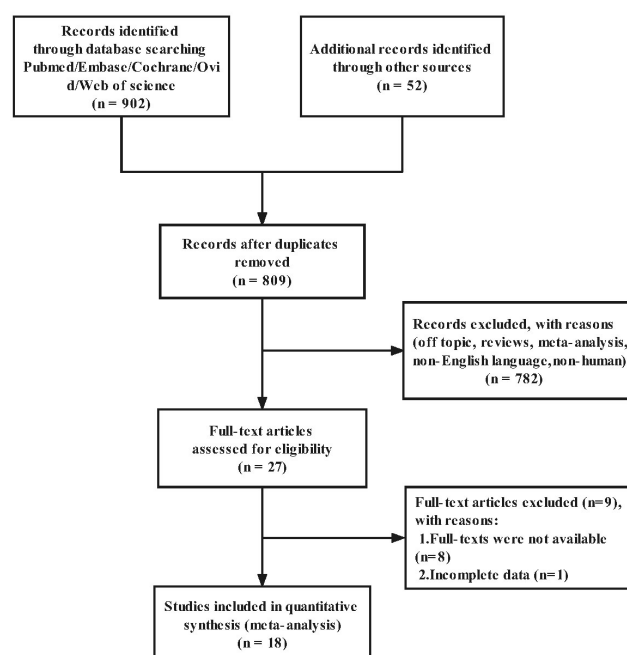 Records identified
through database searching
Pubmed/Embase/Cochrane/Ovi
d/Web of science
(n = 902)
Additional records identified
through other sources
(n = 52)
Records after duplicates
removed
(n = 809)
Records excluded, with reasons
(off topic, reviews, meta-analysis,
non-English language,non-human)
(n = 782)
Full-text articles
assessed for eligibility
(n = 27)
Full-text articles excluded (n=9),
with reasons:
1.Full-texts were not available
(n=8)
2.Incomplete data (n=1)
Studies included in quantitative
synthesis (meta-analysis)
(n = 18)